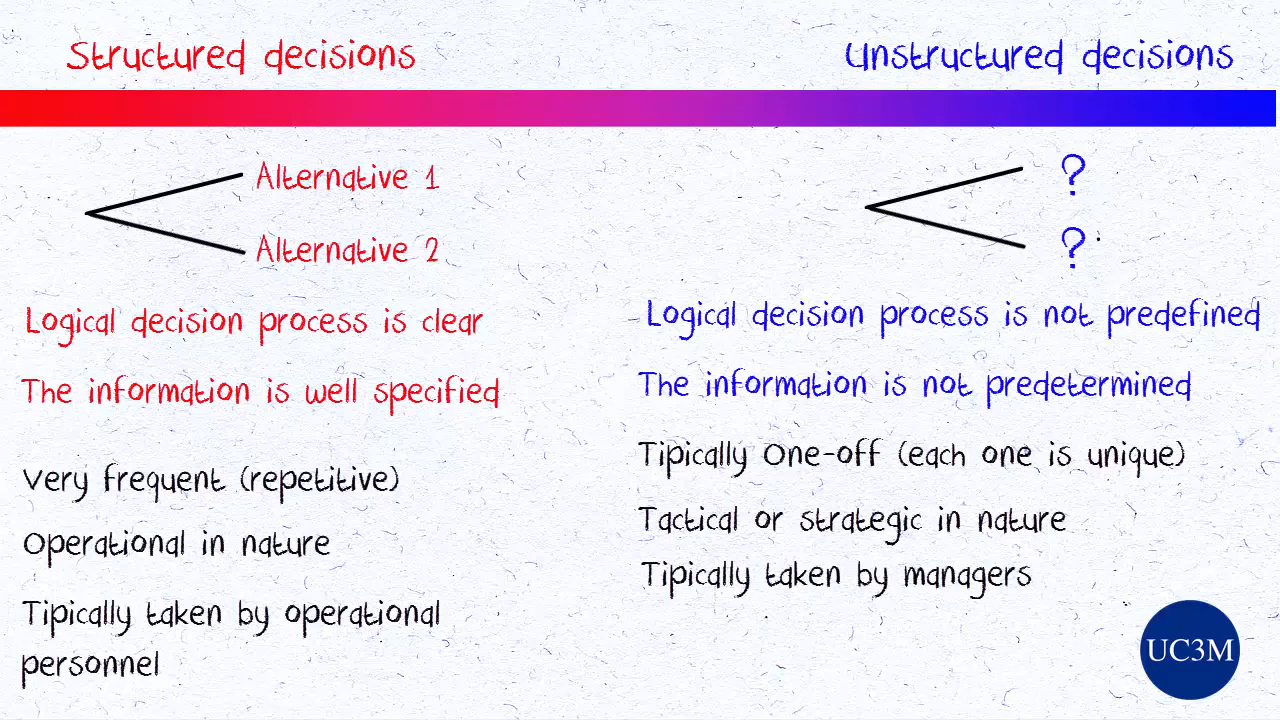 Structured decisions
Alternative 1
Alternative 2
Logical decision process is clear
The information is well specified
Very frequent (repetitive)
Operational in nature
Tipically taken by operational
personnel
Unstructured decisions
?
?
Logical decision process is not predefined
The information is not predetermined
Tipically One-off (each one is unique)
Tactical or strategic in nature
Tipically taken by managers
UC3M